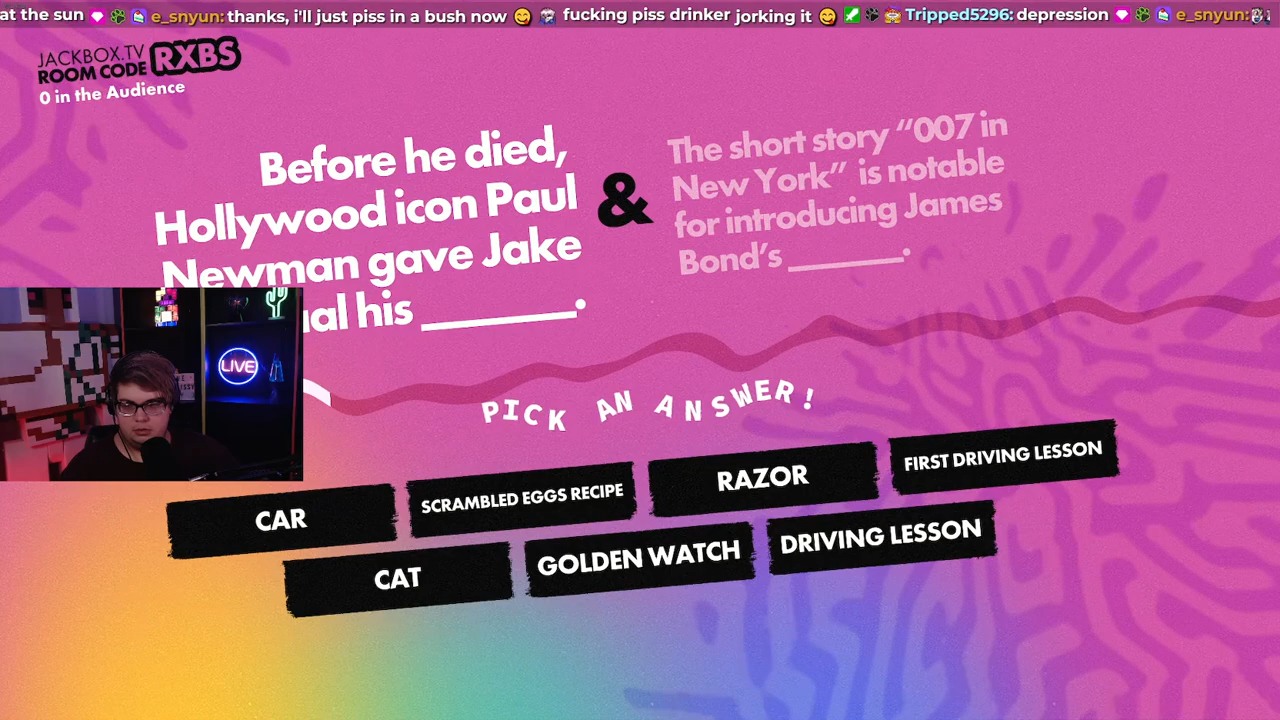 at the sun e_snyun: thanks, i'll just piss in a bush now fucking piss drinker jorking it Tripped5296: depression e_snyun:
JACKBOX.TV
ROOM CODE RXBS
0 in the Audience
Before he died,
Hollywood icon Paul
Newman gave Jake
his ________.
&
The short story “007 in
New York” is notable
for introducing James
Bond’s ________.
LIVE
PICK AN ANSWER!
CAR
SCRAMBLED EGGS RECIPE
RAZOR
FIRST DRIVING LESSON
CAT
GOLDEN WATCH
DRIVING LESSON